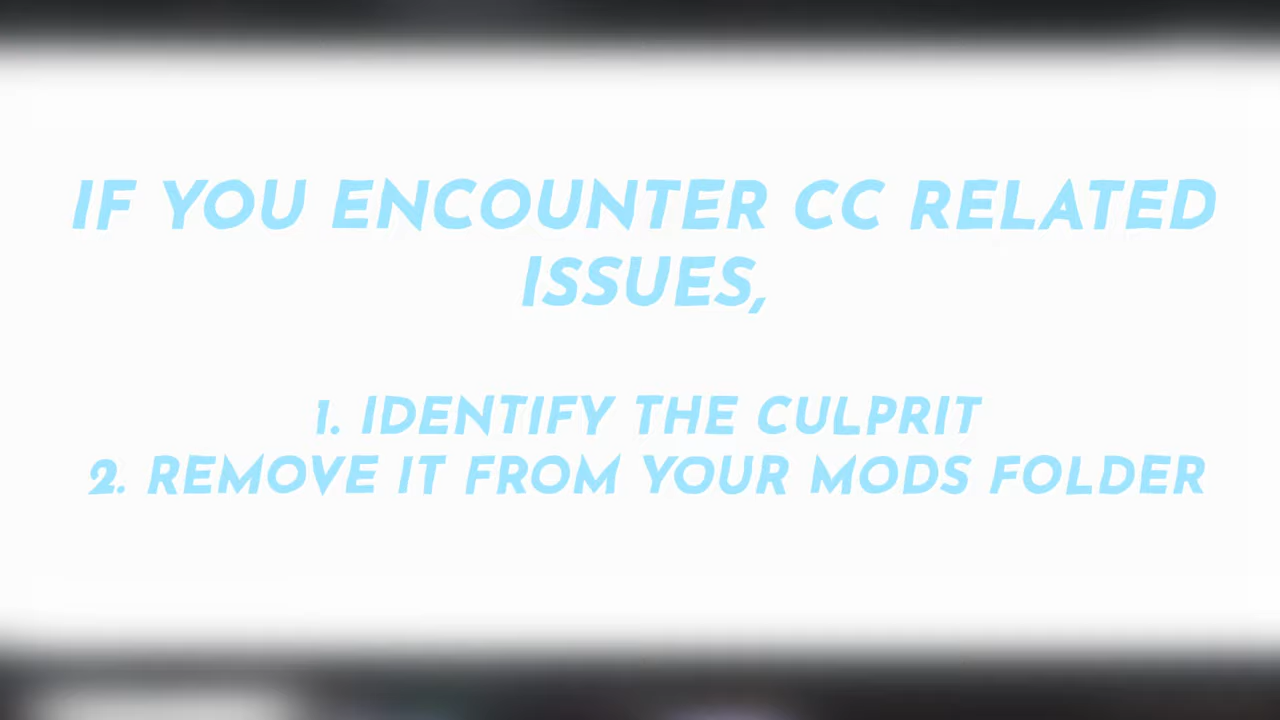 IF YOU ENCOUNTER CC RELATED
ISSUES,
1. IDENTIFY THE CULPRIT
2. REMOVE IT FROM YOUR MODS FOLDER